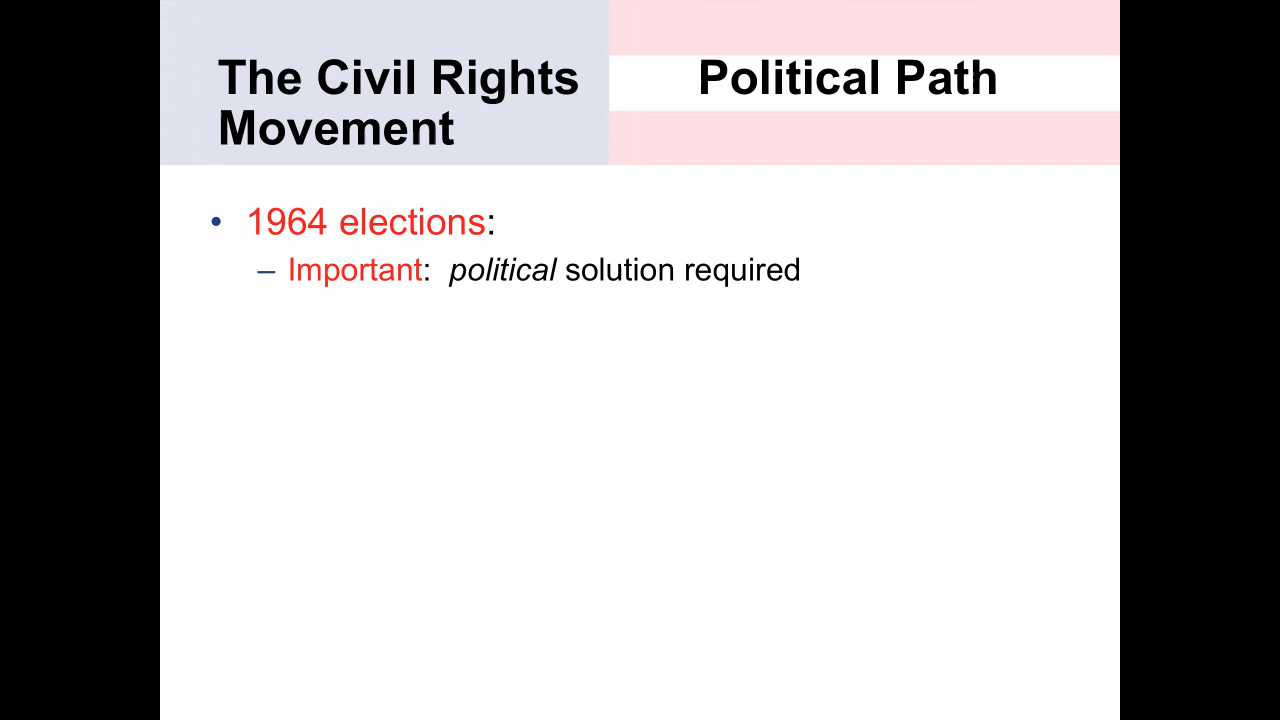 The Civil Rights
Movement
Political Path
• 1964 elections:
– Important: political solution required